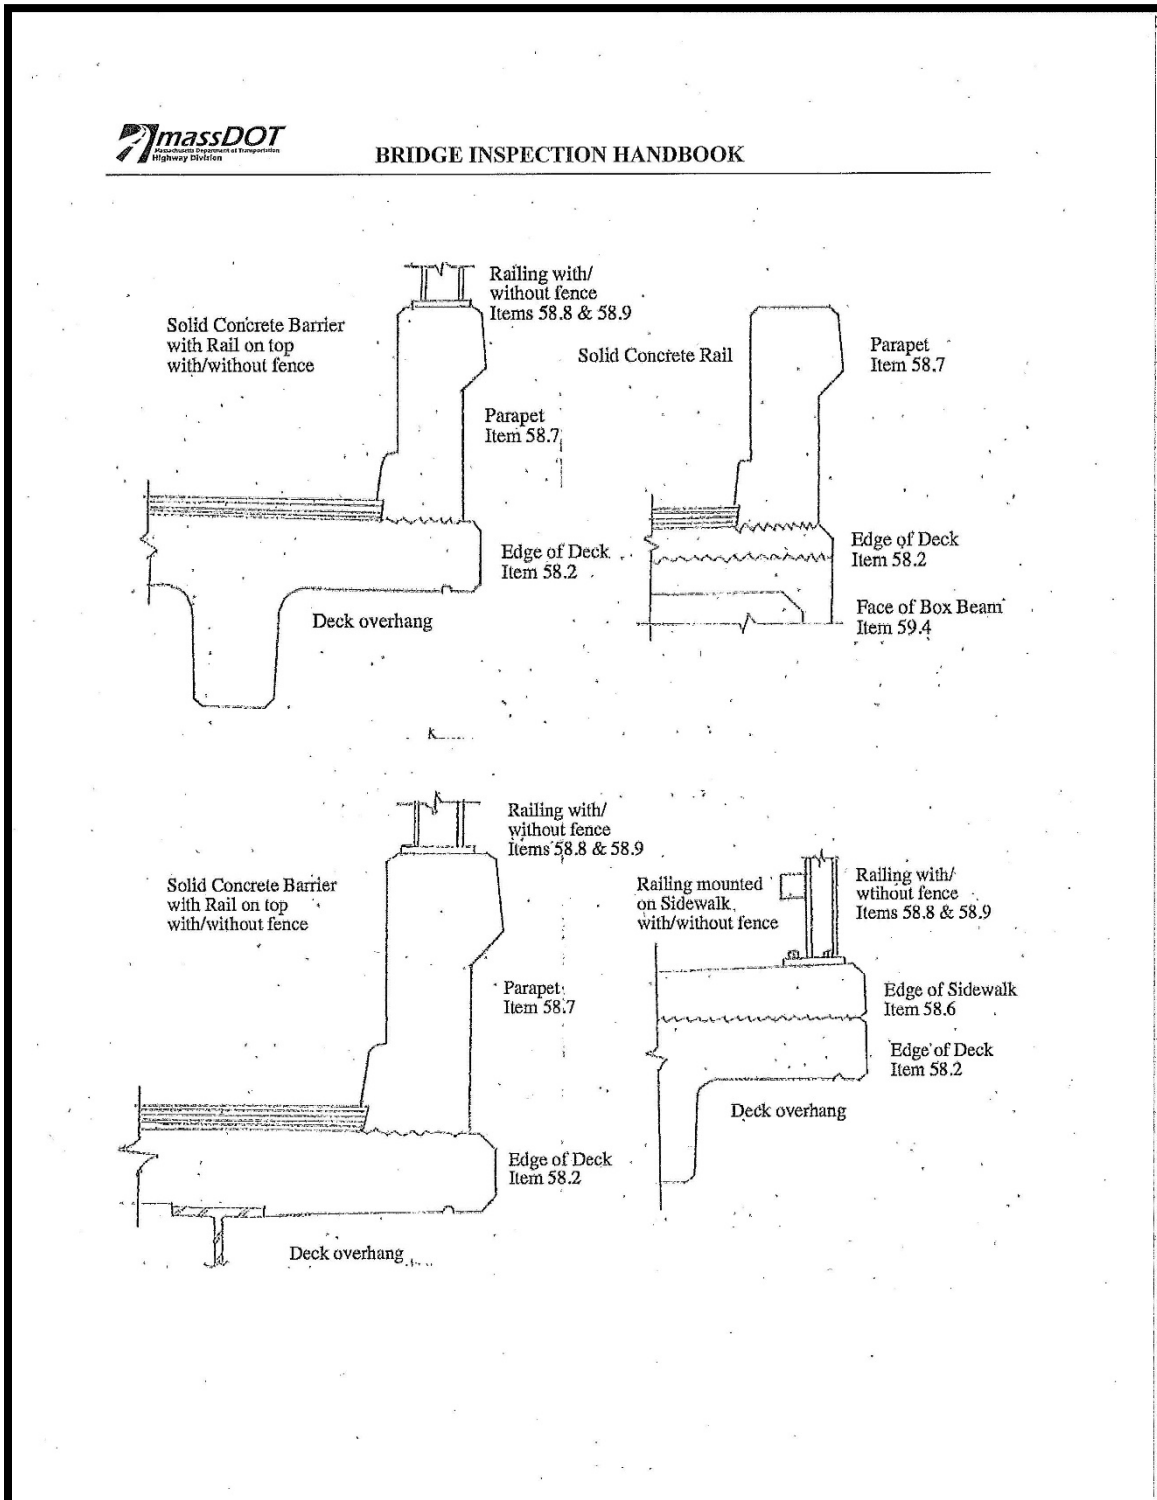 massDOT
Massachusetts Department of Transportation
Highway Division
BRIDGE INSPECTION HANDBOOK
Railing with/
without fence
Items 58.8 & 58.9
Solid Concrete Barrier
with Rail on top
with/without fence
Parapet
Item 58.7
Edge of Deck
Item 58.2
Deck overhang
Solid Concrete Rail
Parapet
Item 58.7
Edge of Deck
Item 58.2
Face of Box Beam
Item 59.4
Railing with/
without fence
Items 58.8 & 58.9
Solid Concrete Barrier
with Rail on top
with/without fence
Parapet
Item 58.7
Edge of Deck
Item 58.2
Deck overhang
Railing mounted
on Sidewalk
with/without fence
Railing with/
wtihout fence
Items 58.8 & 58.9
Edge of Sidewalk
Item 58.6
Edge of Deck
Item 58.2
Deck overhang